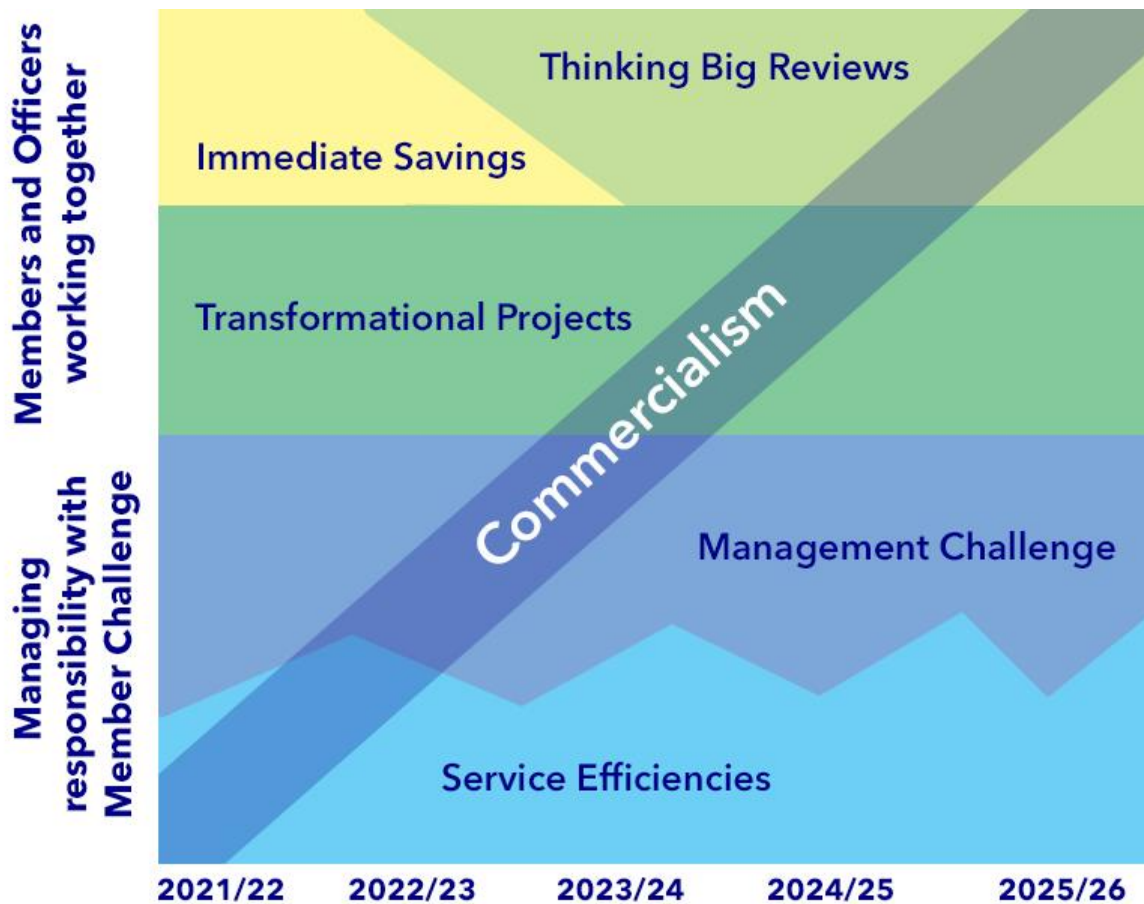 Members and Officers
working together
Managing
responsibility with
Member Challenge
Thinking Big Reviews
Immediate Savings
Transformational Projects
Commercialism
Management Challenge
Service Efficiencies
2021/22 2022/23 2023/24 2024/25 2025/26